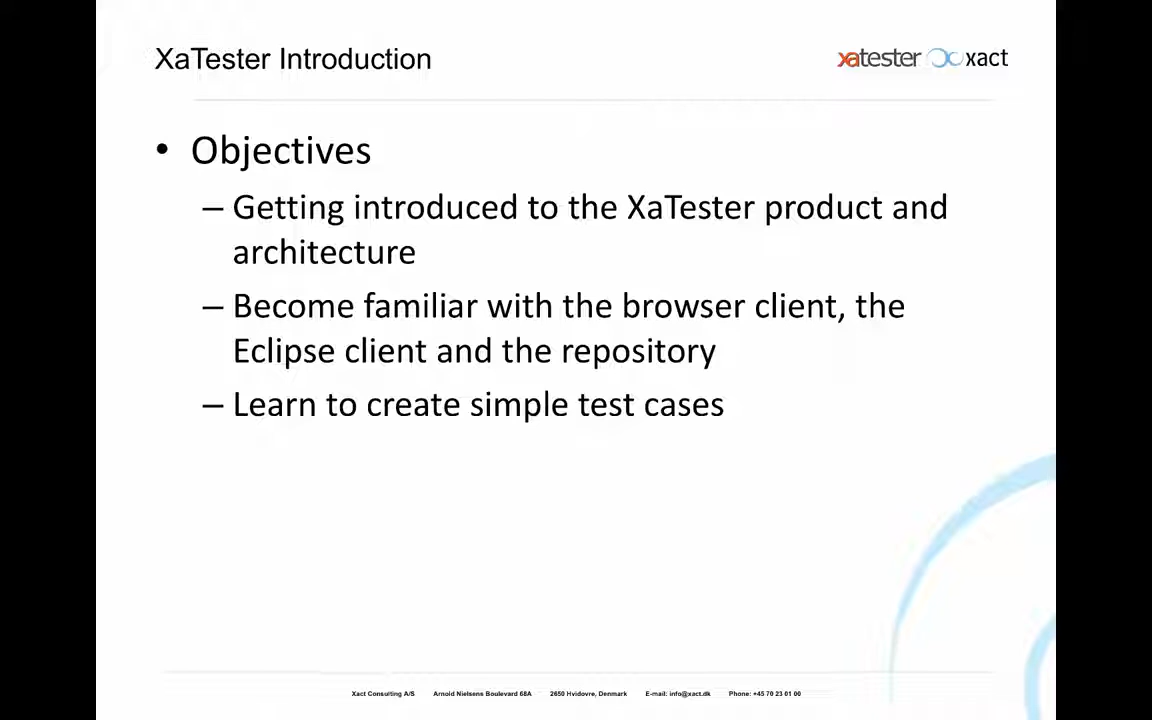 XaTester Introduction
xatester xact
• Objectives
– Getting introduced to the XaTester product and
architecture
– Become familiar with the browser client, the
Eclipse client and the repository
– Learn to create simple test cases
Xact Consulting A/S Arnold Nielsens Boulevard 68A 2650 Hvidovre, Denmark E-mail: info@xact.dk Phone: +45 70 23 01 00